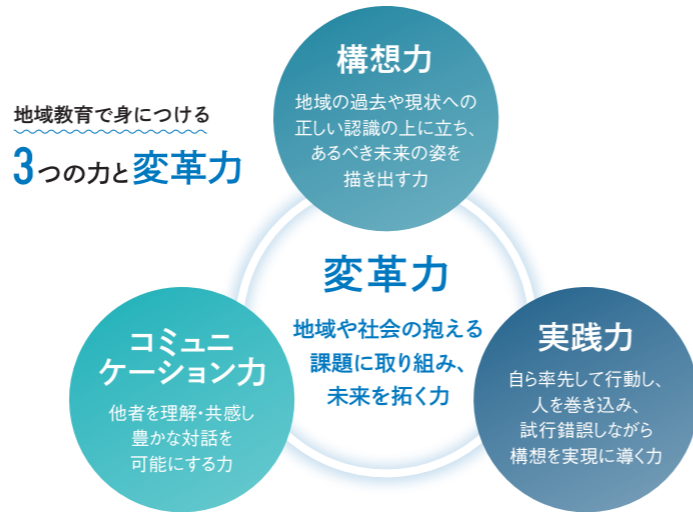 地域教育で身につける
3つの力と変革力
構想力
地域の過去や現状への
正しい認識の上に立ち、
あるべき未来の姿を
描き出す力
変革力
地域や社会の抱える
課題に取り組み、
未来を拓く力
コミュニ
ケーション力
他者を理解・共感し
豊かな対話を
可能にする力
実践力
自ら率先して行動し、
人を巻き込み、
試行錯誤しながら
構想を実現に導く力